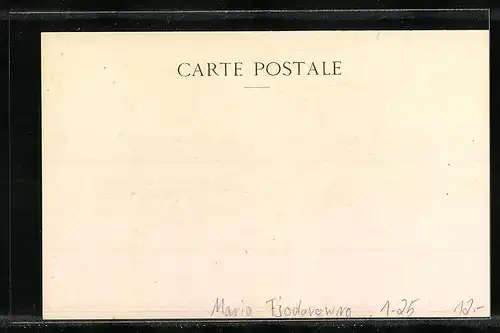 CARTE POSTALE
Maria Fjodorowna 1-25 12.-